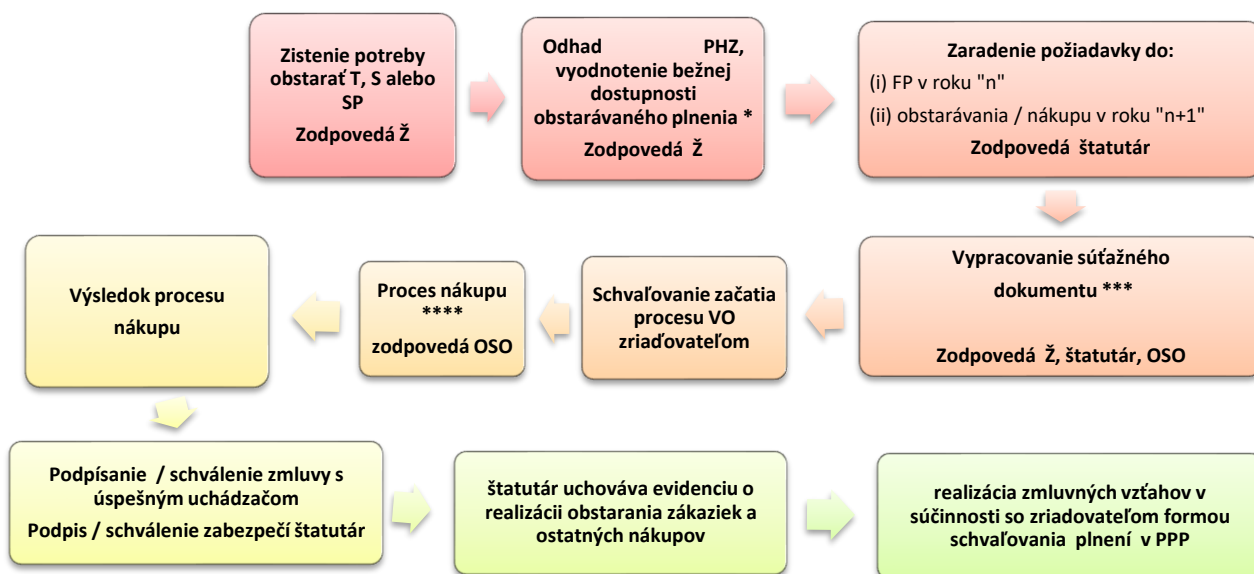 Zistenie potreby
obstarať T, S alebo
SP
Zodpovedá Ž
Odhad PHZ,
vyodnotenie bežnej
dostupnosti
obstarávaného plnenia *
Zodpovedá Ž
Zaradenie požiadavky do:
(i) FP v roku "n"
(ii) obstarávania / nákupu v roku "n+1"
Zodpovedá štatutár
Vypracovanie súťažného
dokumentu ***
Zodpovedá Ž, štatutár, OSO
Schvaľovanie začatia
procesu VO
zriaďovateľom
Proces nákupu
****
zodpovedá OSO
Výsledok procesu
nákupu
Podpísanie / schválenie zmluvy s
úspešným uchádzačom
Podpis / schválenie zabezpečí štatutár
štatutár uchováva evidenciu o
realizácii obstarania zákaziek a
ostatných nákupov
realizácia zmluvných vzťahov v
súčinnosti so zriadovateľom formou
schvaľovania plnení v PPP